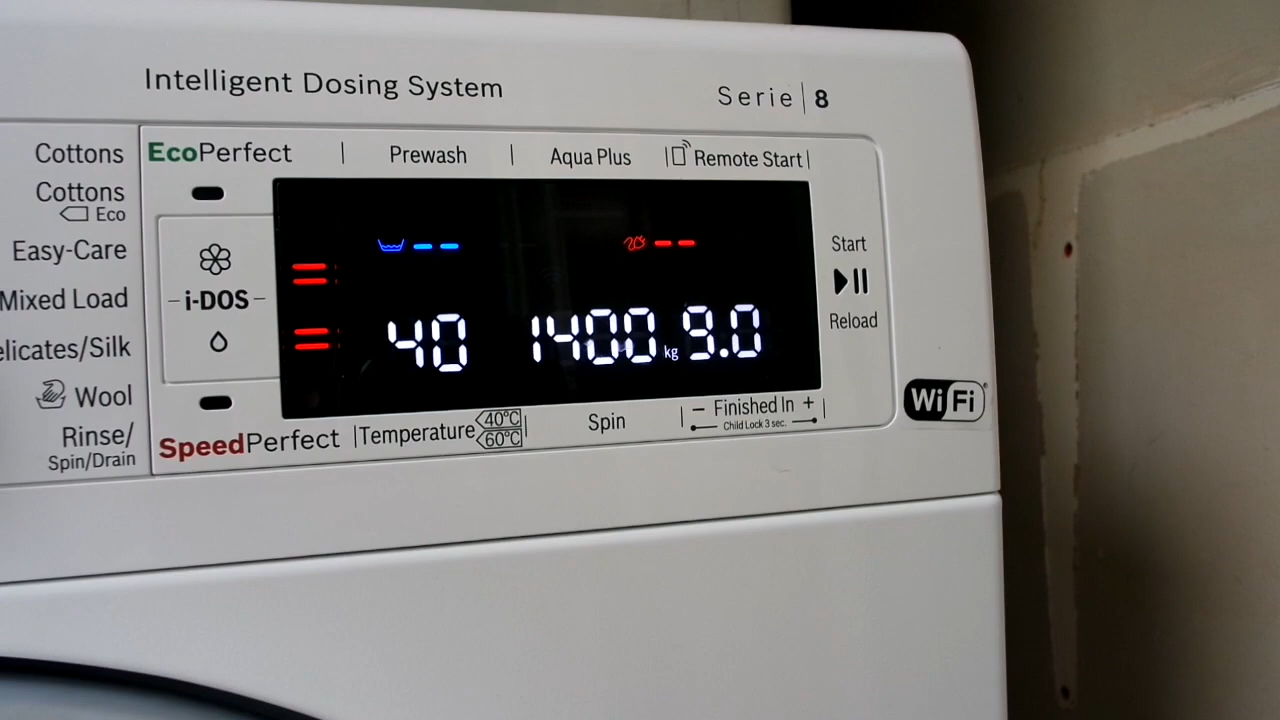 Intelligent Dosing System
Serie 8
Cottons
Cottons
Eco
Easy-Care
Mixed Load
elicates/Silk
Wool
Rinse/
Spin/Drain
EcoPerfect
Prewash
Aqua Plus
Remote Start
i-DOS
40
1400
kg 9.0
Start
Reload
SpeedPerfect
Temperature
40°C
60°C
Spin
− Finished In +
Child Lock 3 sec.
WiFi